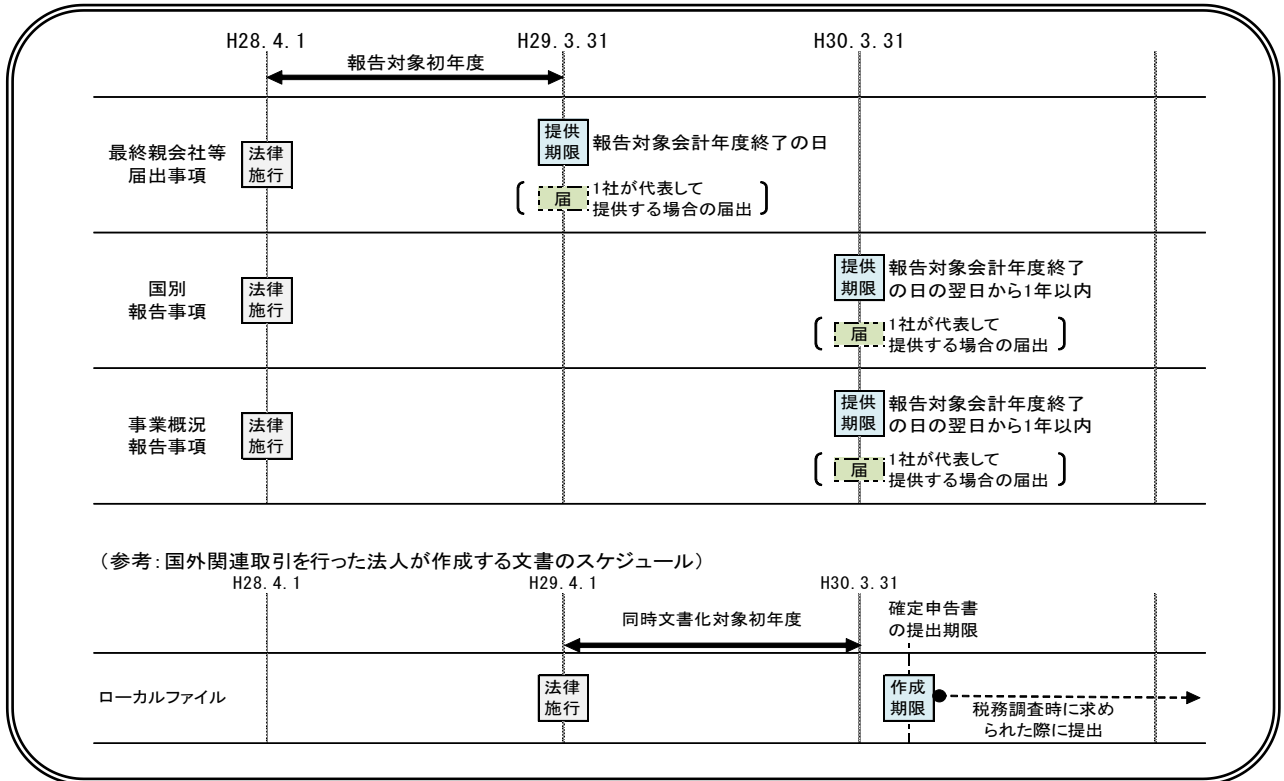 H28.4.1
H29.3.31
H30.3.31
報告対象初年度
最終親会社等
届出事項
法律
施行
提供
期限
報告対象会計年度終了の日
届
1社が代表して
提供する場合の届出
国別
報告事項
法律
施行
提供
期限
報告対象会計年度終了
の日の翌日から1年以内
届
1社が代表して
提供する場合の届出
事業概況
報告事項
法律
施行
提供
期限
報告対象会計年度終了
の日の翌日から1年以内
届
1社が代表して
提供する場合の届出
（参考：国外関連取引を行った法人が作成する文書のスケジュール）
H28.4.1
H29.4.1
H30.3.31
同時文書化対象初年度
確定申告書
の提出期限
ローカルファイル
法律
施行
作成
期限
税務調査時に求め
られた際に提出